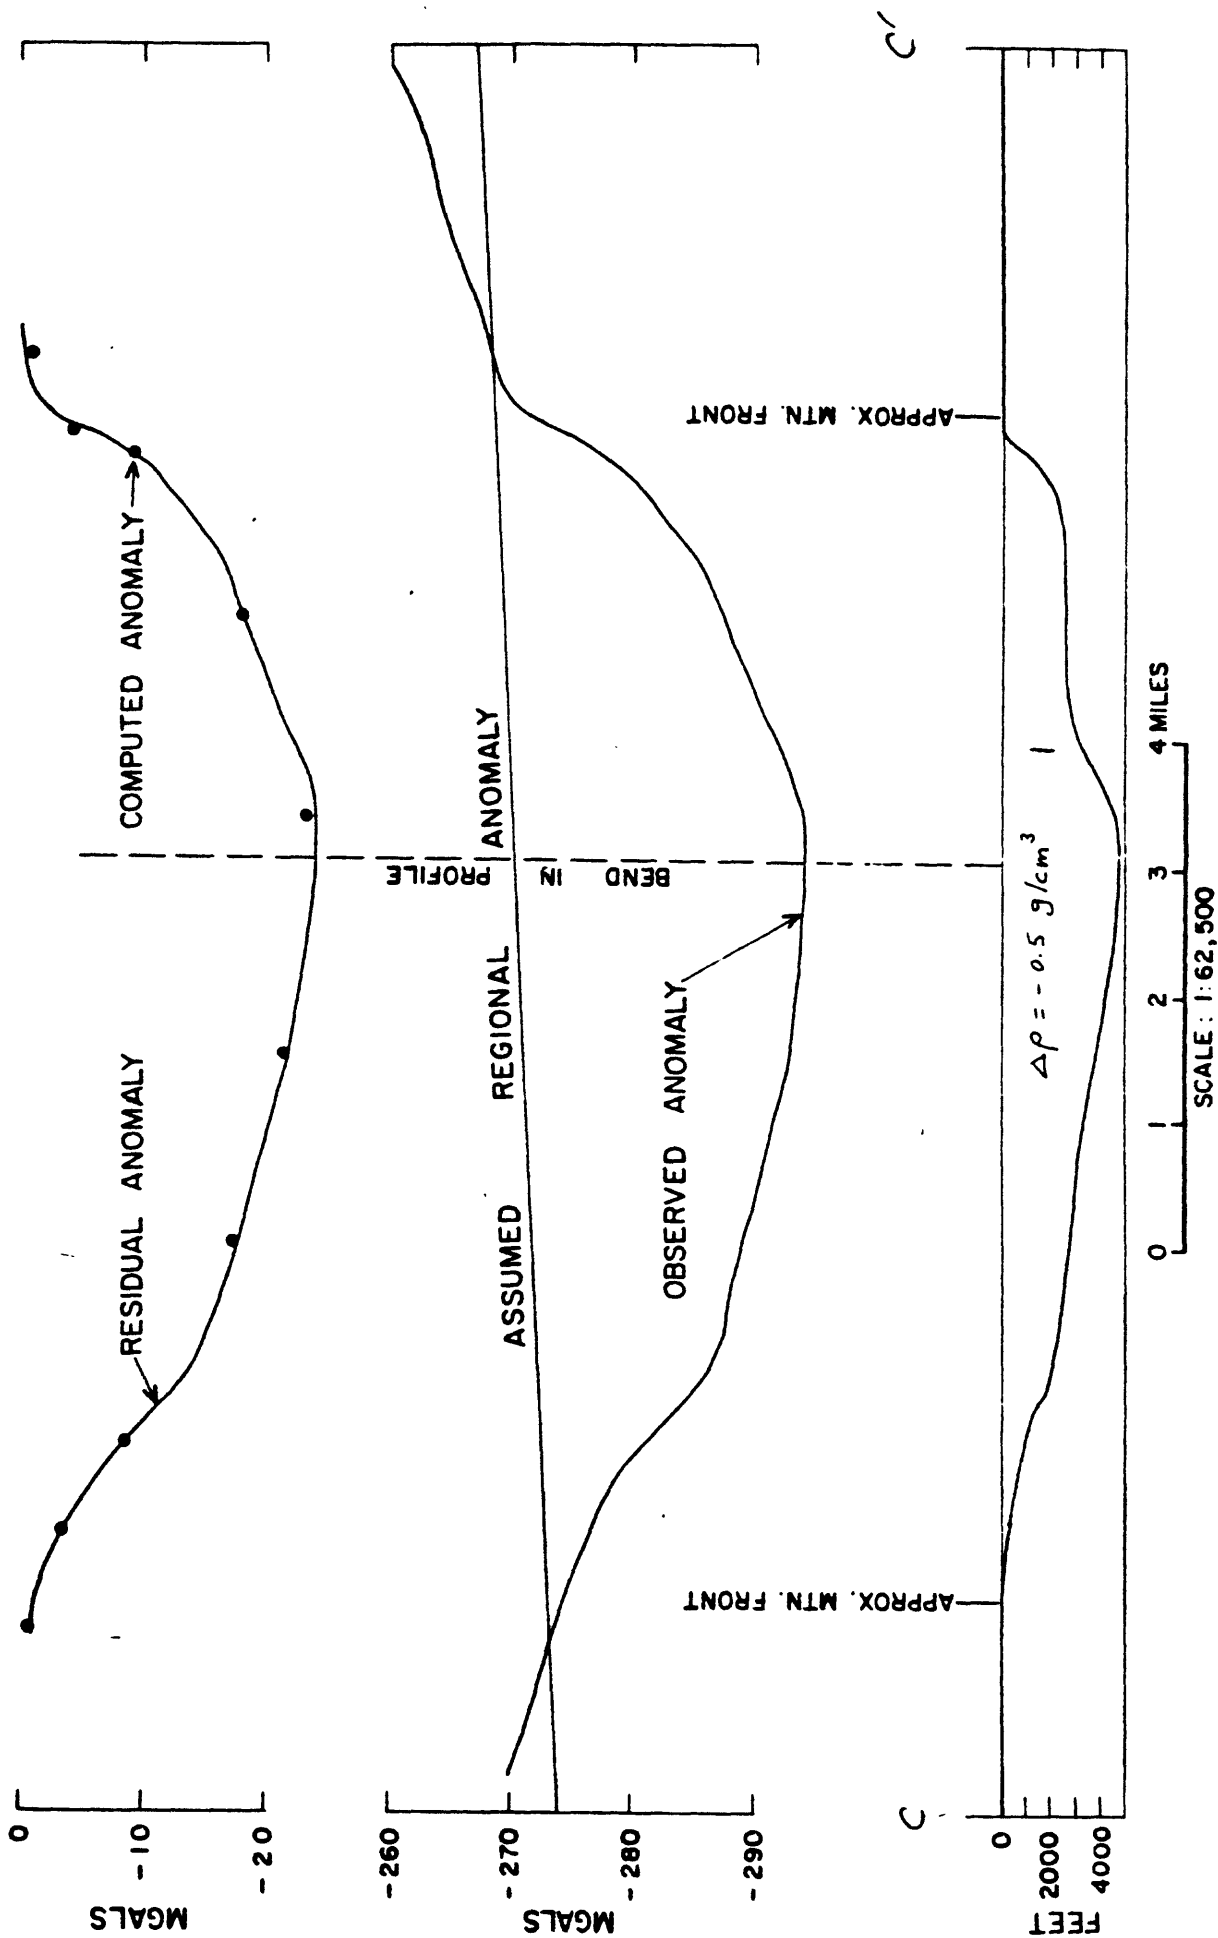 0
-10
-20
MGALS
RESIDUAL ANOMALY
COMPUTED ANOMALY
-260
-270
-280
-290
MGALS
ASSUMED REGIONAL ANOMALY
BEND IN PROFILE
OBSERVED ANOMALY
APPROX. MTN. FRONT
APPROX. MTN. FRONT
C
C'
0
2000
4000
FEET
Δρ = -0.5 g/cm³
0 1 2 3 4 MILES
SCALE: 1:62,500